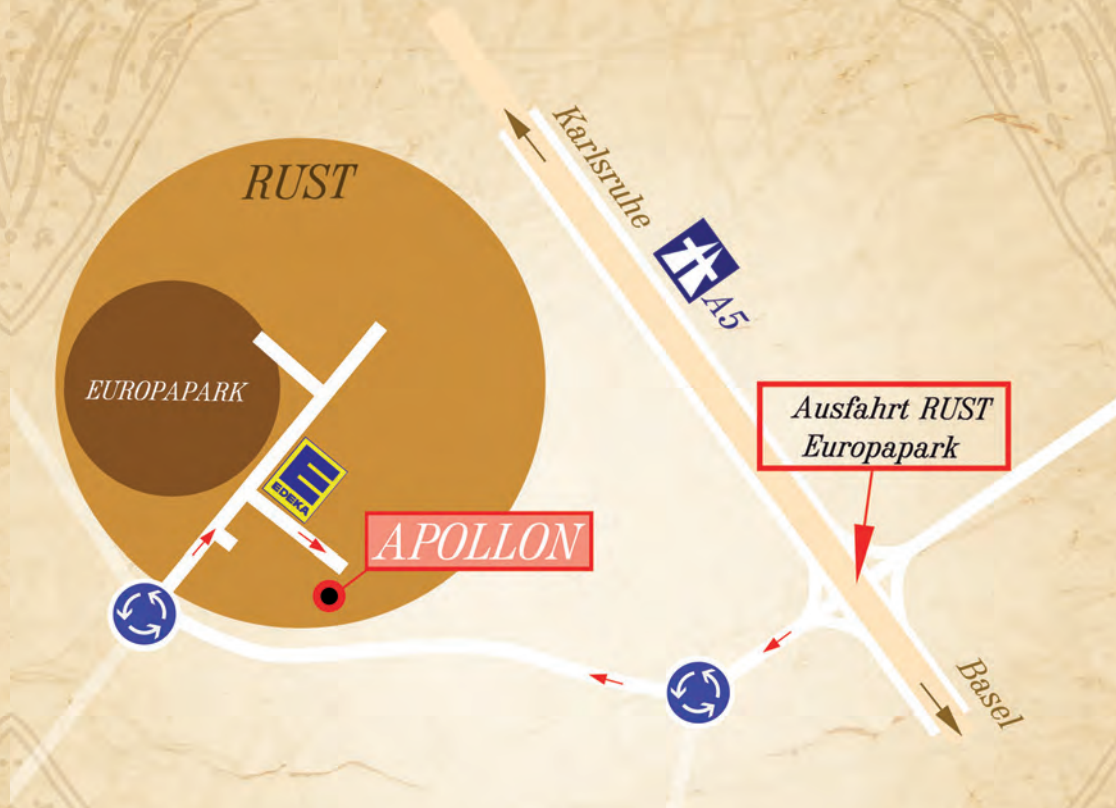 RUST
Karlsruhe
A5
EUROPAPARK
Ausfahrt RUST
Europapark
EDEKA
APOLLON
Basel